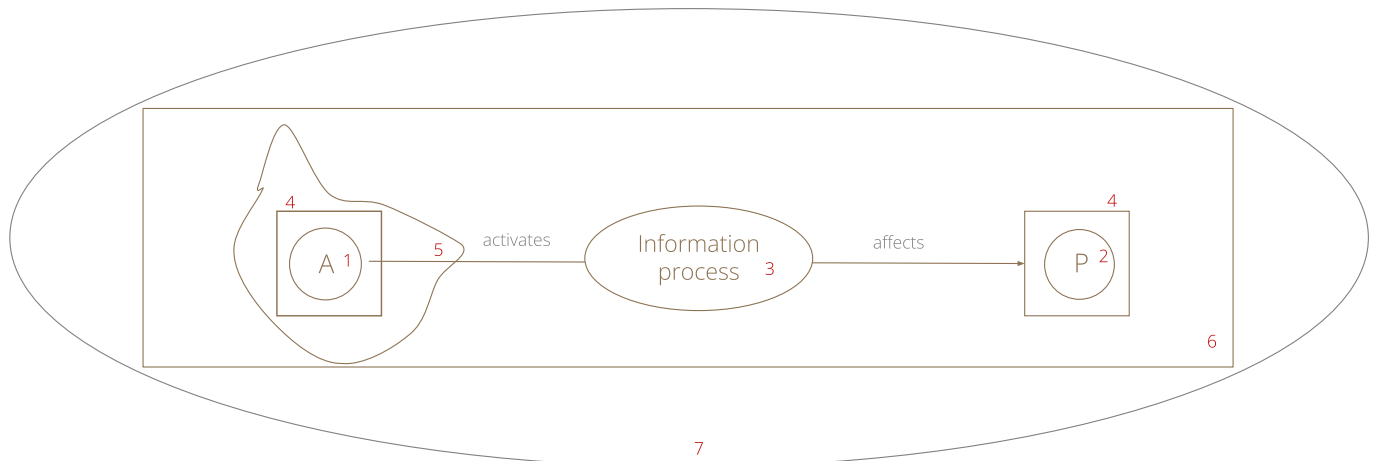 4
4
A 1
5
activates
Information
process 3
affects
P 2
6
7